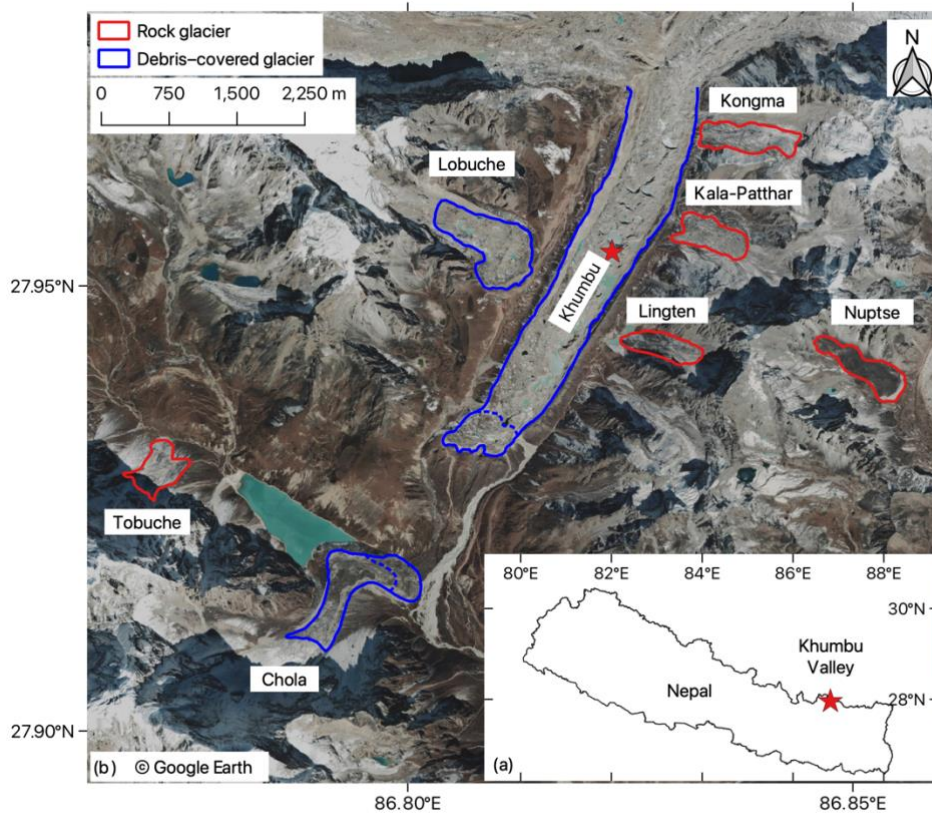 Rock glacier
Debris–covered glacier
0 750 1,500 2,250 m
N
Kongma
Lobuche
Kala-Patthar
27.95°N
Khumbu
Lingten
Nuptse
Tobuche
Chola
27.90°N
(b) © Google Earth
80°E 82°E 84°E 86°E 88°E
30°N
Khumbu
Valley
Nepal
28°N
(a)
86.80°E
86.85°E